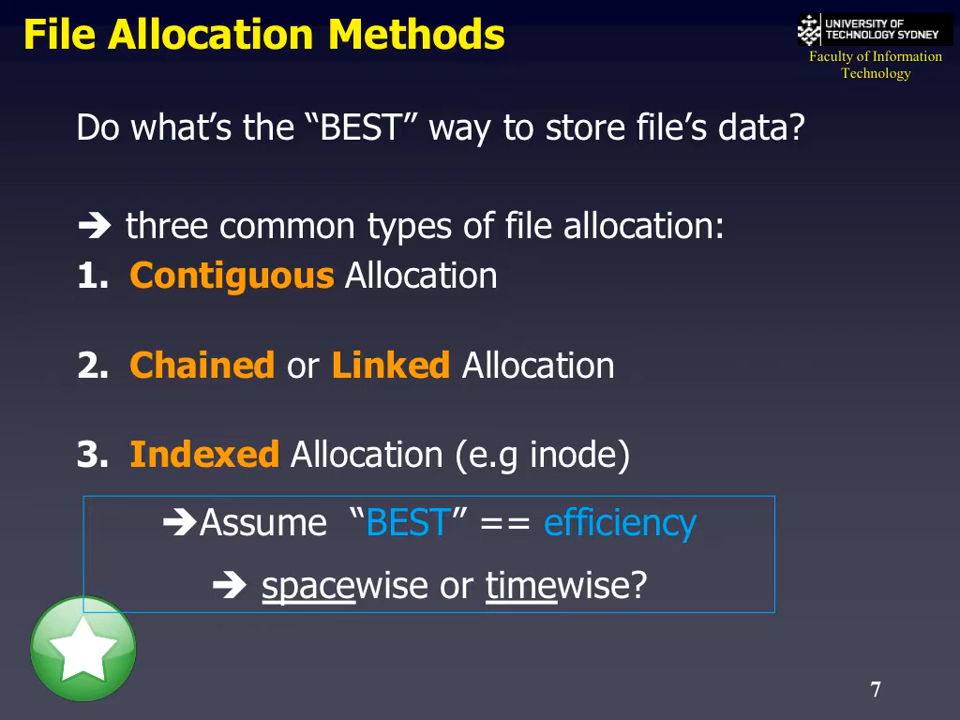 File Allocation Methods
UNIVERSITY OF
TECHNOLOGY SYDNEY
Faculty of Information
Technology
Do what’s the “BEST” way to store file’s data?
➔ three common types of file allocation:
1. Contiguous Allocation
2. Chained or Linked Allocation
3. Indexed Allocation (e.g inode)
➔Assume “BEST” == efficiency
➔ spacewise or timewise?
7